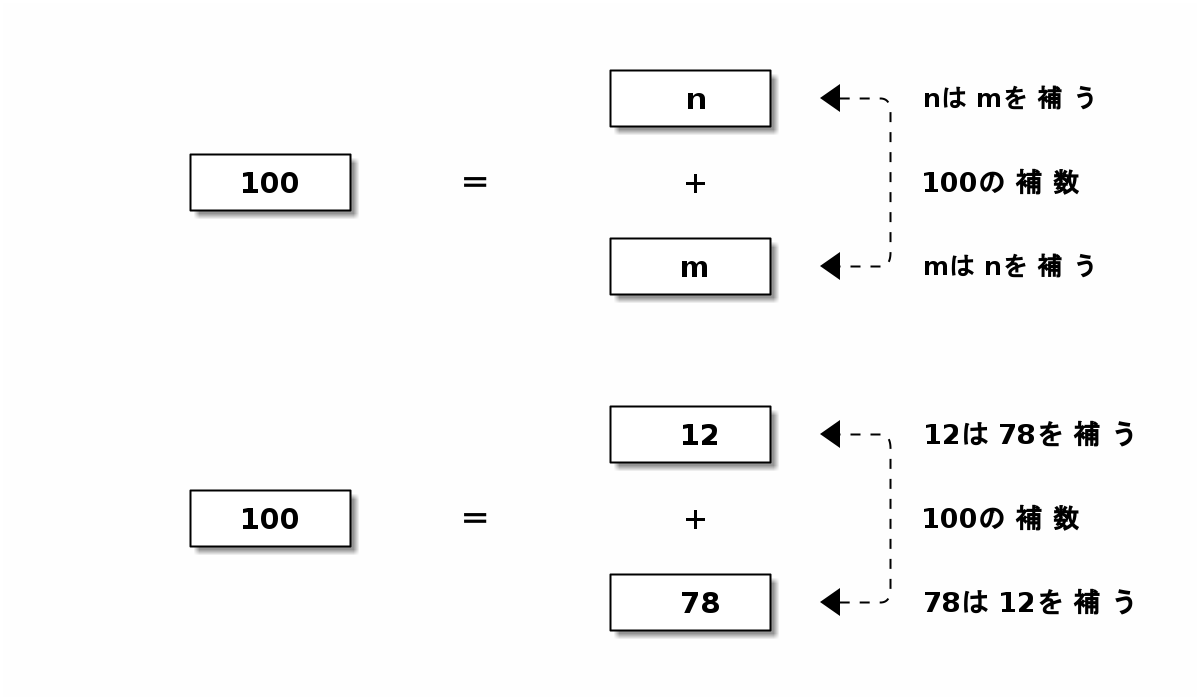 n
nは mを 補 う
100 = + 100の 補 数
m
mは nを 補 う
12
12は 78を 補 う
100 = + 100の 補 数
78
78は 12を 補 う